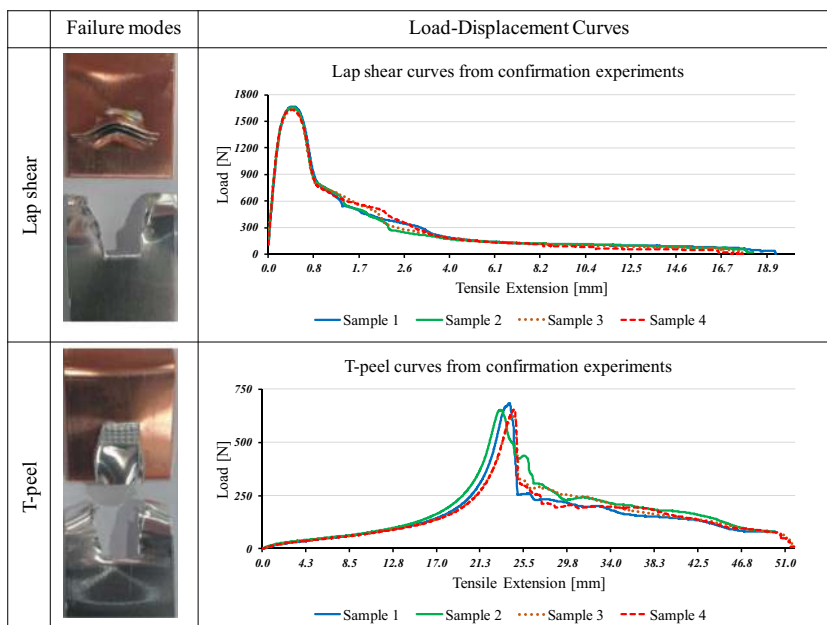 Failure modes
Load-Displacement Curves
Lap shear
Lap shear curves from confirmation experiments
Load [N]
1800
1500
1200
900
600
300
0
0.0 0.8 1.7 2.6 4.0 6.1 8.2 10.4 12.5 14.6 16.7 18.9
Tensile Extension [mm]
Sample 1 Sample 2 Sample 3 Sample 4
T-peel
T-peel curves from confirmation experiments
Load [N]
750
500
250
0
0.0 4.3 8.5 12.8 17.0 21.3 25.5 29.8 34.0 38.3 42.5 46.8 51.0
Tensile Extension [mm]
Sample 1 Sample 2 Sample 3 Sample 4